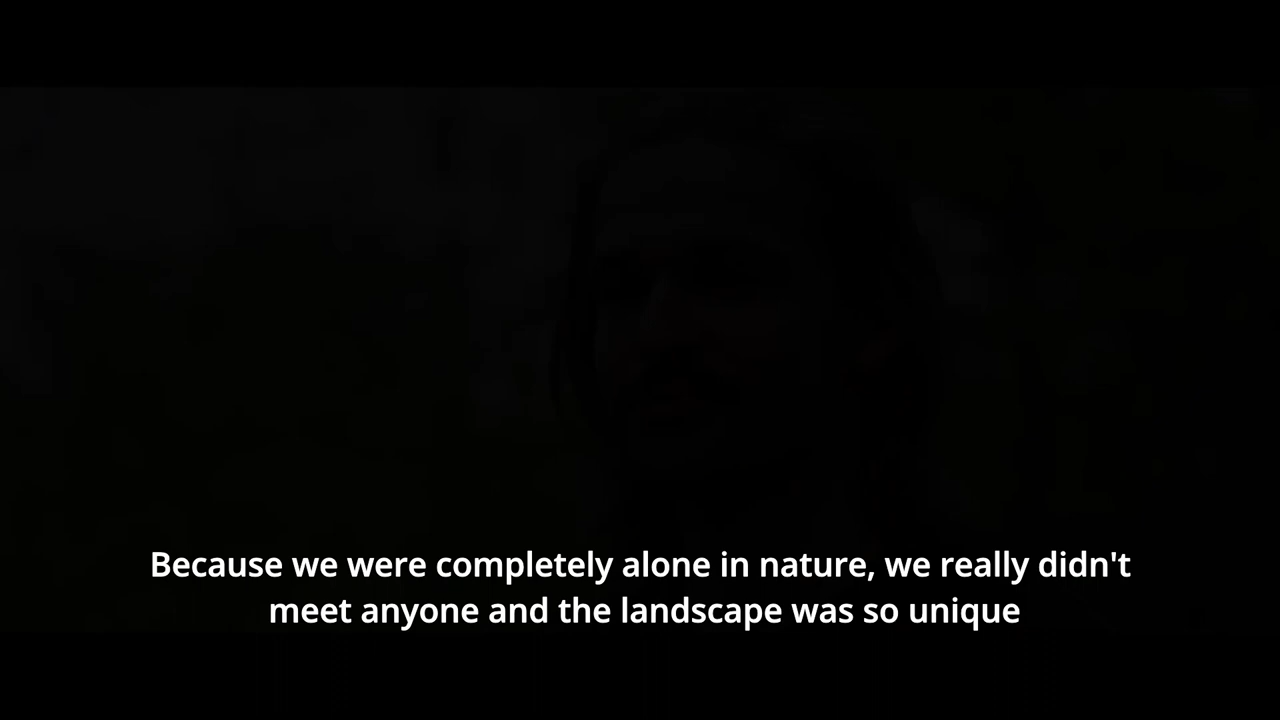 Because we were completely alone in nature, we really didn't
meet anyone and the landscape was so unique